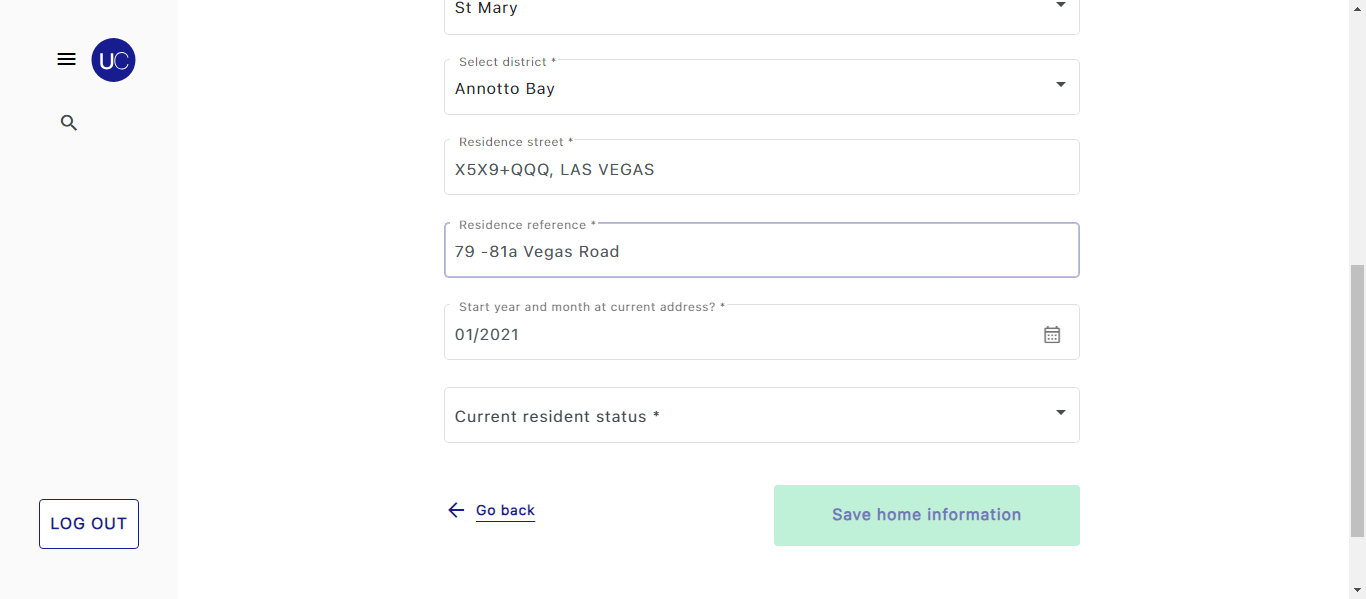 St Mary
UC
Select district *
Annotto Bay
Residence street *
X5X9+QQQ, LAS VEGAS
Residence reference *
79 -81a Vegas Road
Start year and month at current address? *
01/2021
Current resident status *
Go back
Save home information
LOG OUT